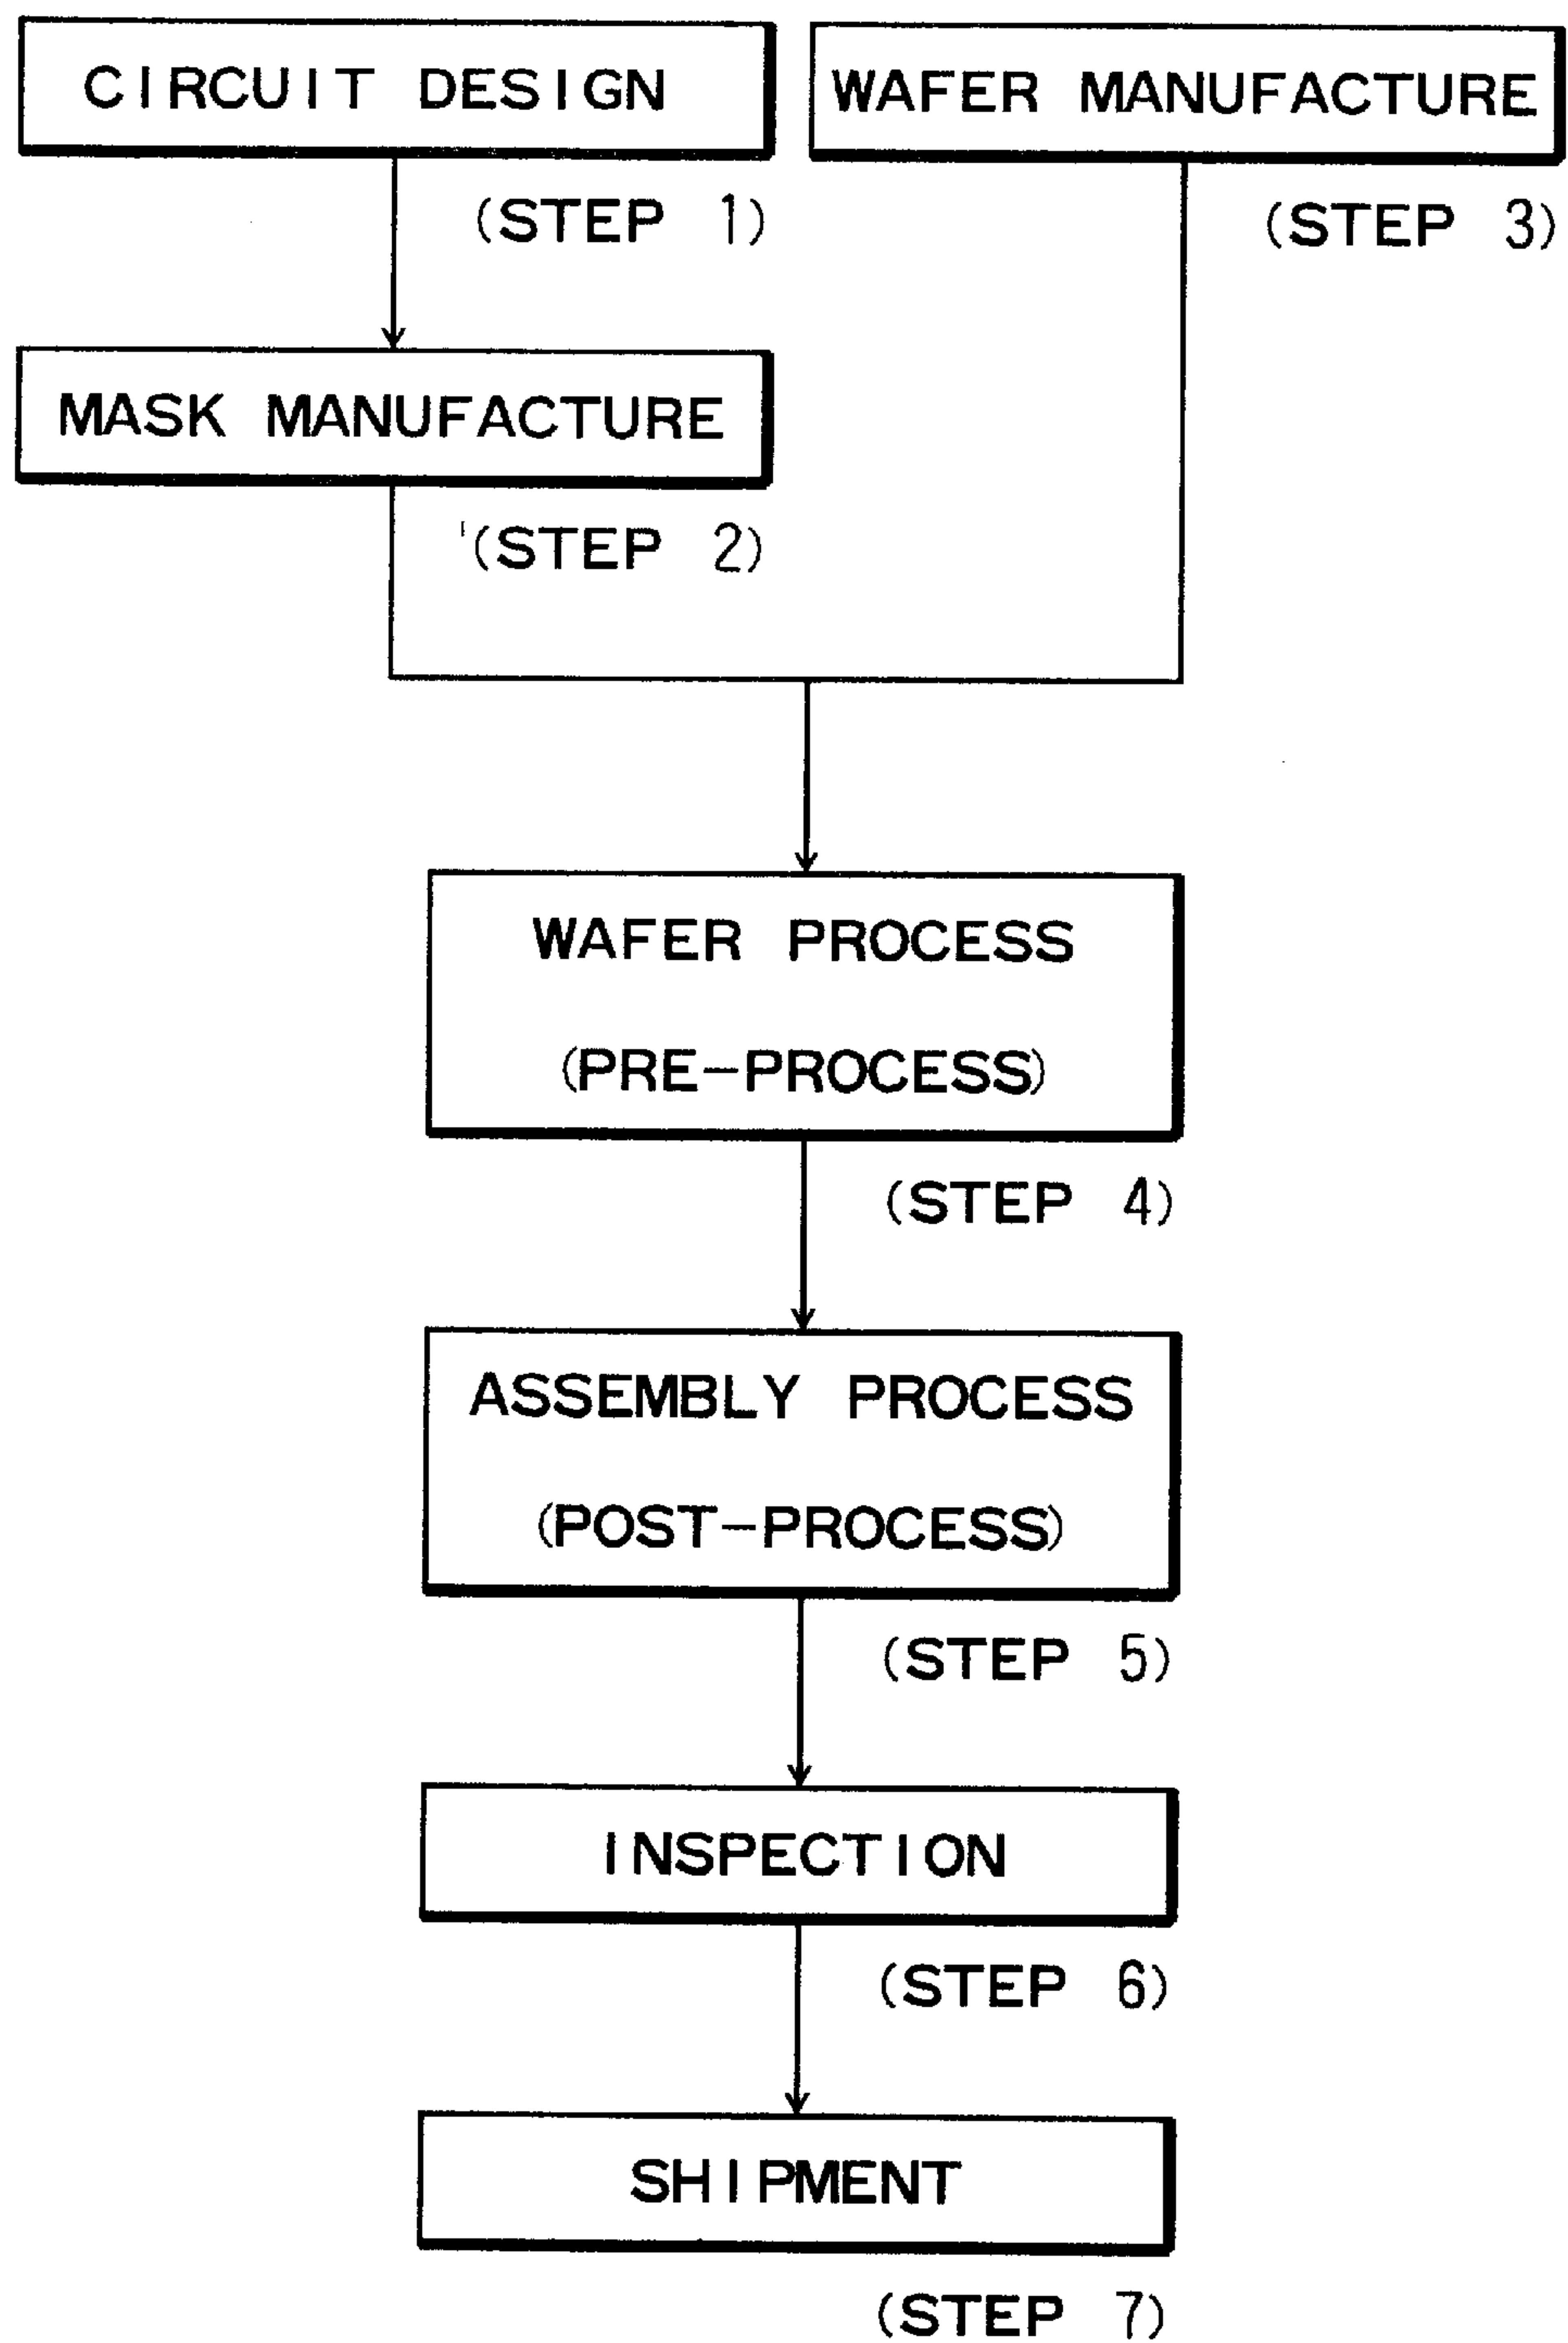 CIRCUIT DESIGN
(STEP 1)
WAFER MANUFACTURE
(STEP 3)
MASK MANUFACTURE
(STEP 2)
WAFER PROCESS
(PRE-PROCESS)
(STEP 4)
ASSEMBLY PROCESS
(POST-PROCESS)
(STEP 5)
INSPECTION
(STEP 6)
SHIPMENT
(STEP 7)